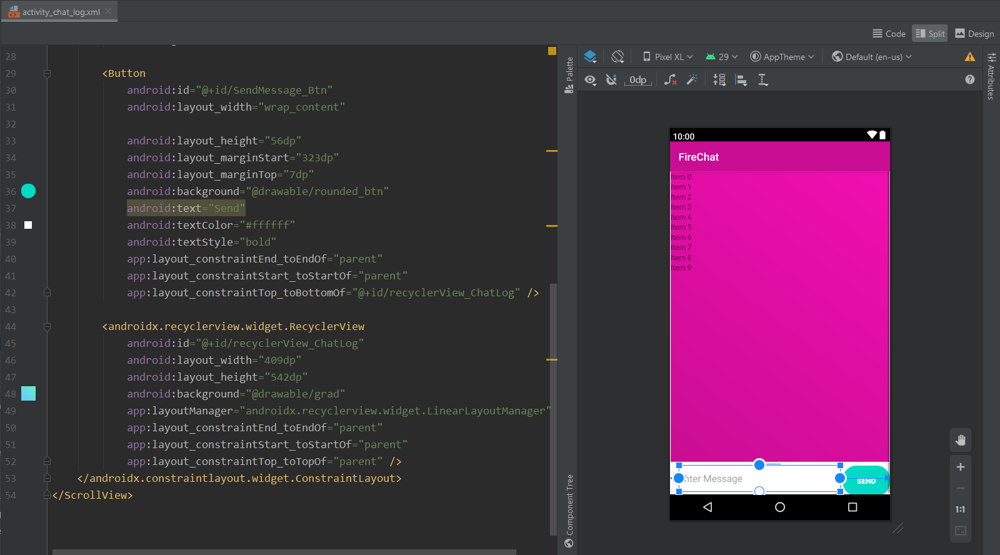 activity_chat_log.xml
Code Split Design
28
29 <Button
30 android:id="@+id/SendMessage_Btn"
31 android:layout_width="wrap_content"
32
33 android:layout_height="56dp"
34 android:layout_marginStart="323dp"
35 android:layout_marginTop="7dp"
36 android:background="@drawable/rounded_btn"
37 android:text="Send"
38 android:textColor="#ffffff"
39 android:textStyle="bold"
40 app:layout_constraintEnd_toEndOf="parent"
41 app:layout_constraintStart_toStartOf="parent"
42 app:layout_constraintTop_toBottomOf="@+id/recyclerView_ChatLog" />
43
44 <androidx.recyclerview.widget.RecyclerView
45 android:id="@+id/recyclerView_ChatLog"
46 android:layout_width="409dp"
47 android:layout_height="542dp"
48 android:background="@drawable/grad"
49 app:layoutManager="androidx.recyclerview.widget.LinearLayoutManager"
50 app:layout_constraintEnd_toEndOf="parent"
51 app:layout_constraintStart_toStartOf="parent"
52 app:layout_constraintTop_toTopOf="parent" />
53 </androidx.constraintlayout.widget.ConstraintLayout>
54 </ScrollView>
Palette
Component Tree
Pixel XL 29 AppTheme Default (en-us)
0dp
Attributes
10:00
FireChat
Item 0
Item 1
Item 2
Item 3
Item 4
Item 5
Item 6
Item 7
Item 8
Item 9
nter Message
SEND
1:1